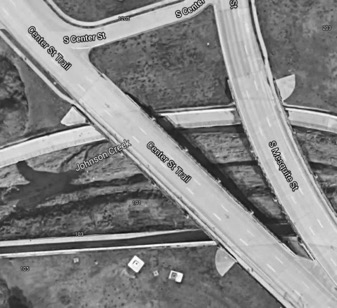 S Center
St
Center St Trail
S Center St
Johnson Creek
Center St Trail
S Mesquite St